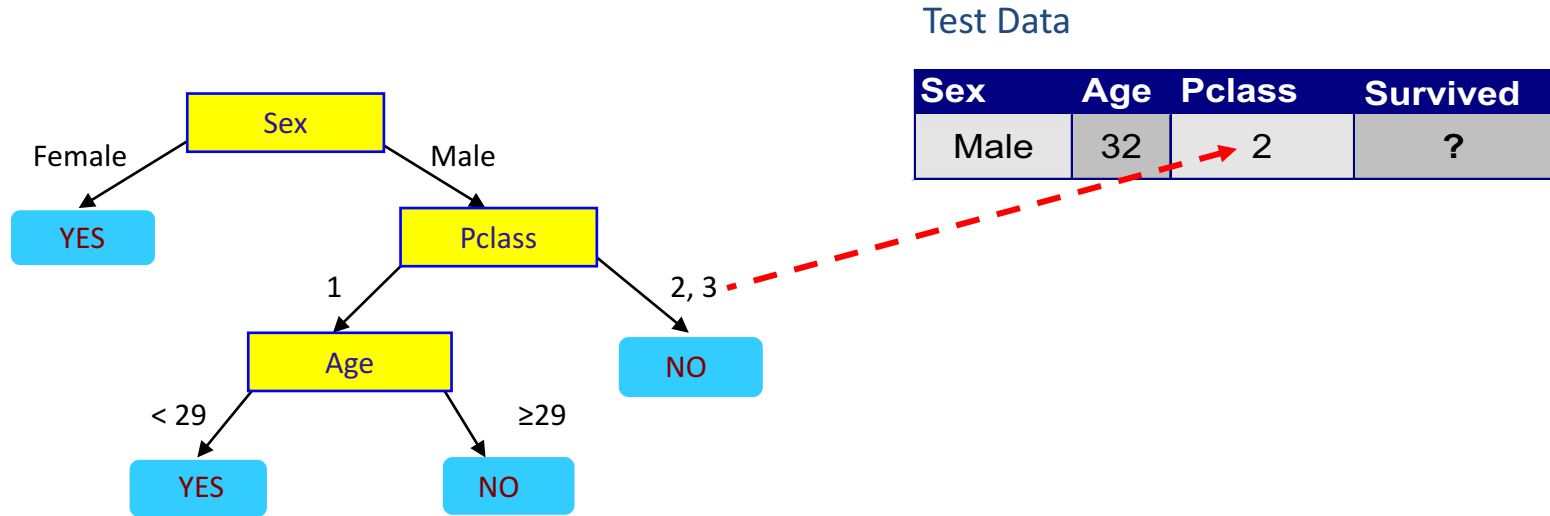 Test Data
Sex Age Pclass Survived
Male 32 2 ?
Sex
Female Male
YES Pclass
1 2, 3
Age NO
< 29 ≥29
YES NO